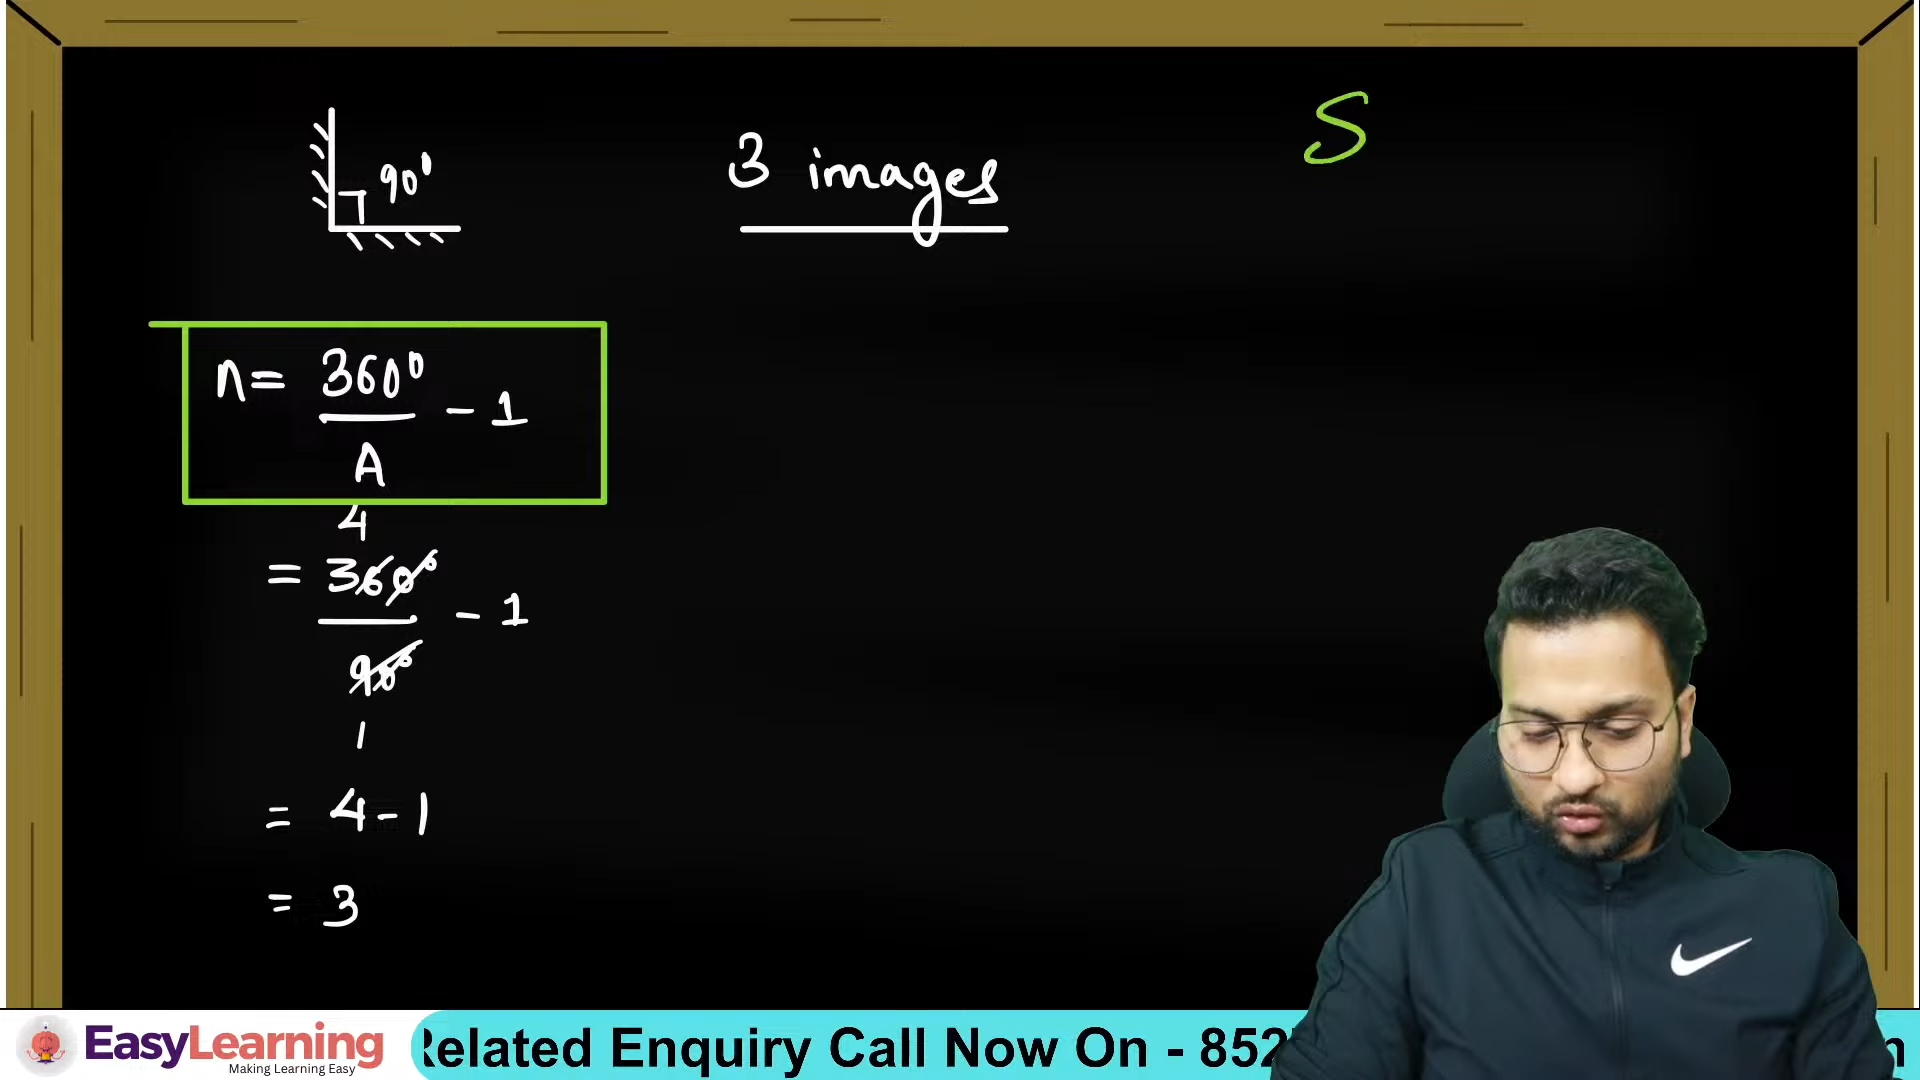 90°
3 images
S
n = 360° / A - 1
4
= 360° / 90° - 1
1
= 4 - 1
= 3
EasyLearning
Making Learning Easy
Related Enquiry Call Now On - 852